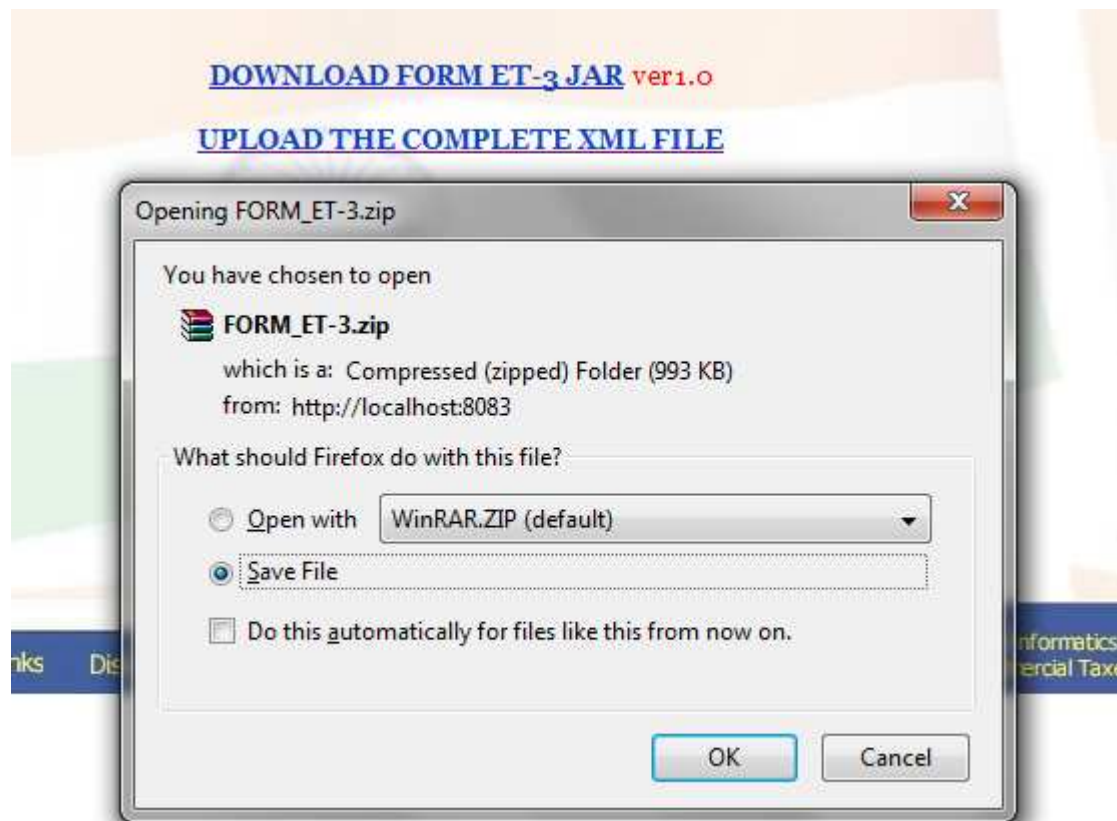 DOWNLOAD FORM ET-3 JAR ver1.0
UPLOAD THE COMPLETE XML FILE
Opening FORM_ET-3.zip
You have chosen to open
FORM_ET-3.zip
which is a: Compressed (zipped) Folder (993 KB)
from: http://localhost:8083
What should Firefox do with this file?
Open with WinRAR.ZIP (default)
Save File
Do this automatically for files like this from now on.
OK Cancel